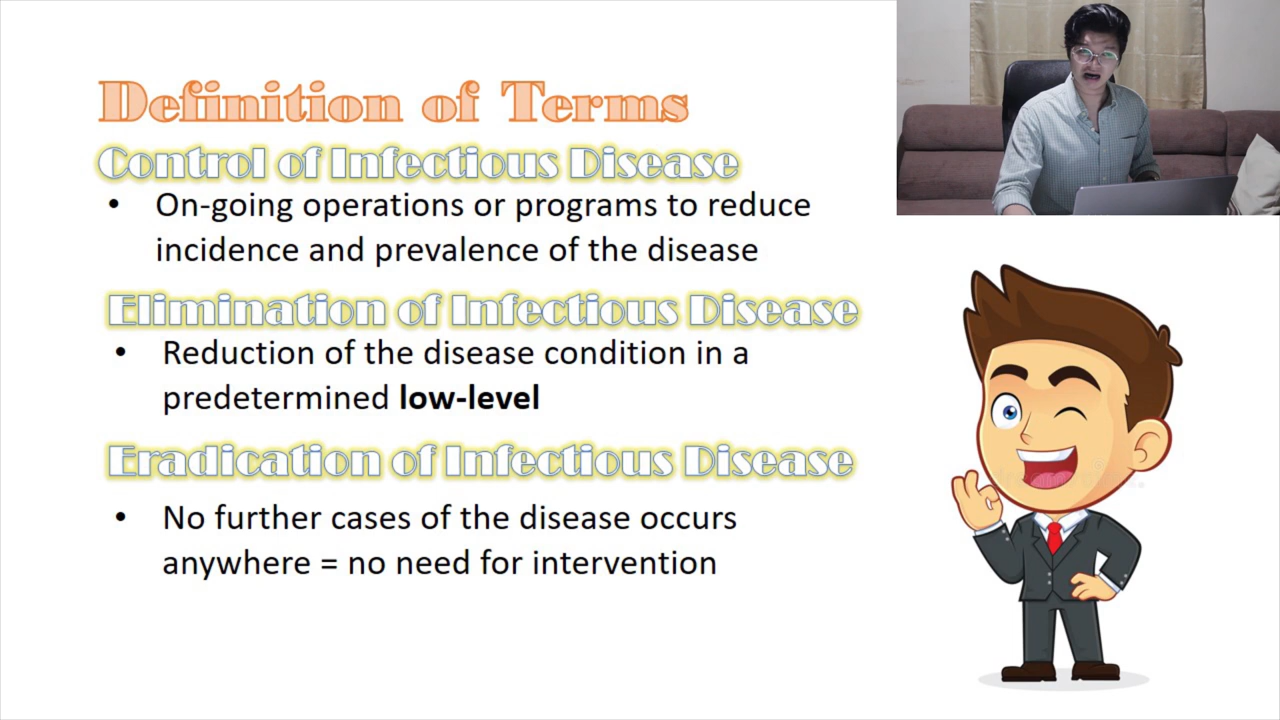 Definition of Terms
Control of Infectious Disease
• On-going operations or programs to reduce
incidence and prevalence of the disease
Elimination of Infectious Disease
• Reduction of the disease condition in a
predetermined low-level
Eradication of Infectious Disease
• No further cases of the disease occurs
anywhere = no need for intervention